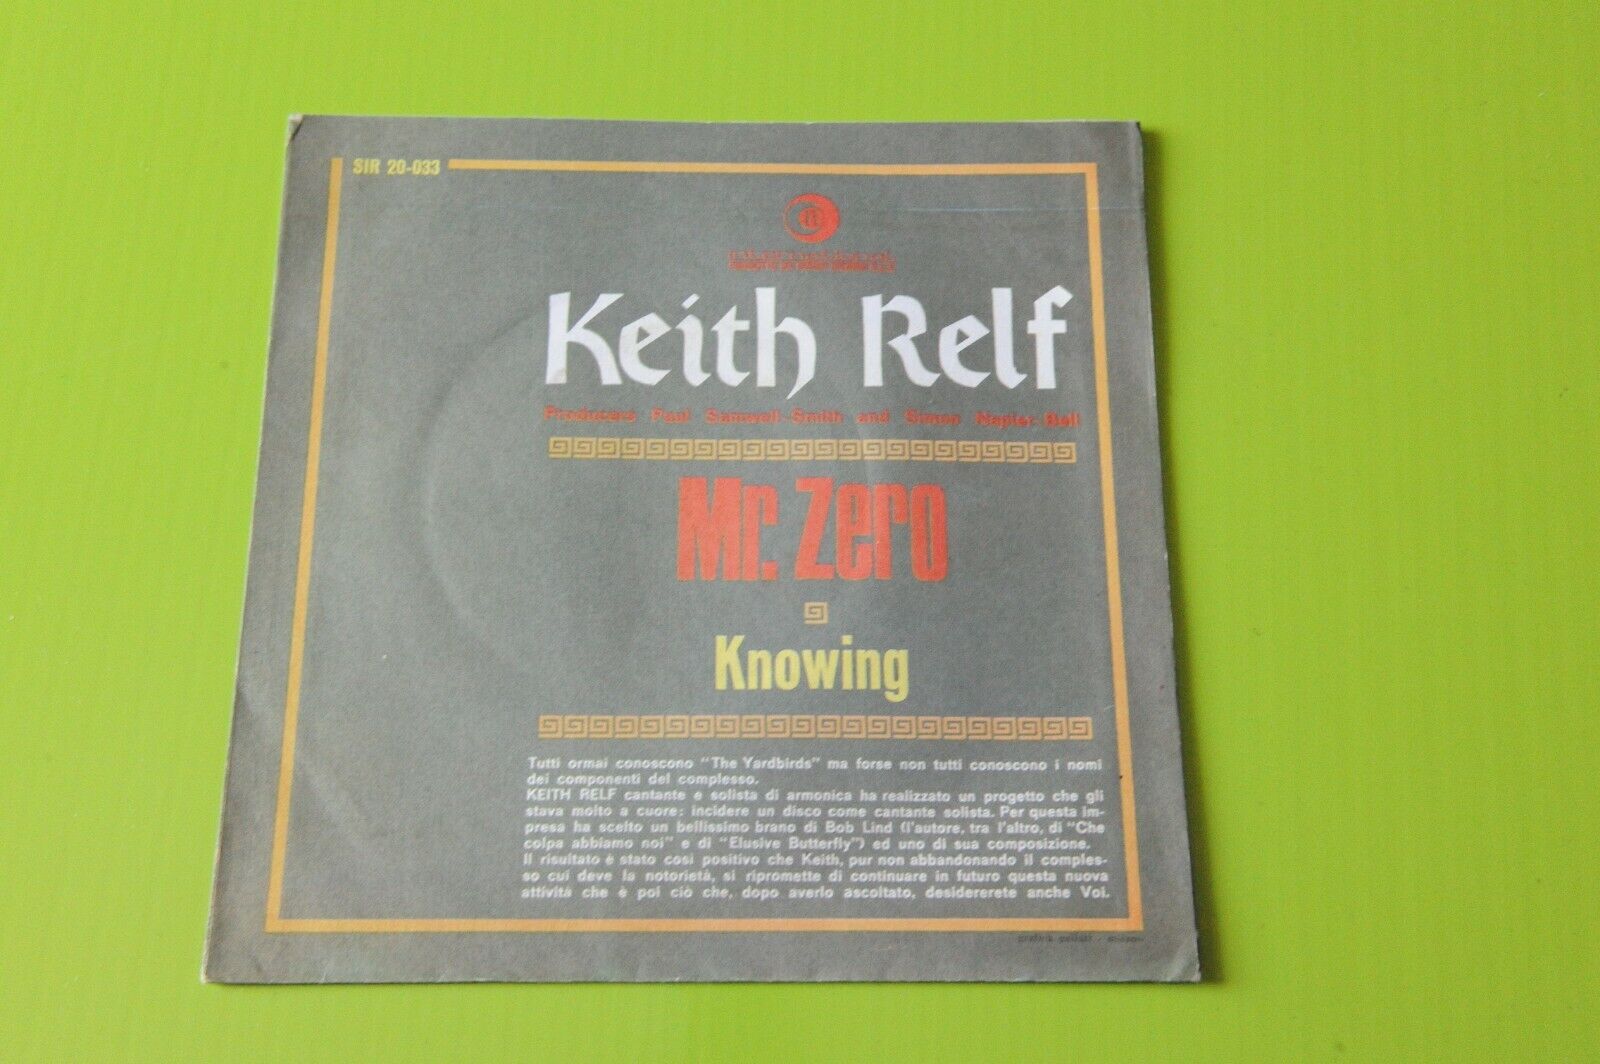 SIR 20-033
Keith Relf
Producers Paul Samwell-Smith and Simon Napier-Bell
Mr. Zero
Knowing
Tutti ormai conoscono "The Yardbirds" ma forse non tutti conoscono i nomi
dei componenti del complesso.
KEITH RELF cantante e solista di armonica ha realizzato un progetto che gli
stava molto a cuore: incidere un disco come cantante solista. Per questa im-
presa ha scelto un bellissimo brano di Bob Lind (l'autore, tra l'altro, di "Che
colpa abbiamo noi" e di "Elusive Butterfly") ed uno di sua composizione.
Il risultato è stato così positivo che Keith, pur non abbandonando il comples-
so cui deve la notorietà, si ripromette di continuare in futuro questa nuova
attività che è poi ciò che, dopo averlo ascoltato, desidererete anche Voi.